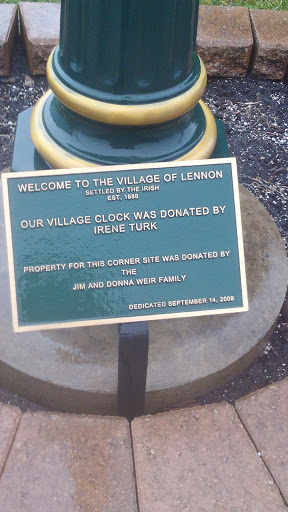 WELCOME TO THE VILLAGE OF LENNON
SETTLED BY THE IRISH
EST. 1888
OUR VILLAGE CLOCK WAS DONATED BY
IRENE TURK
PROPERTY FOR THIS CORNER SITE WAS DONATED BY
THE
JIM AND DONNA WEIR FAMILY
DEDICATED SEPTEMBER 14, 2009